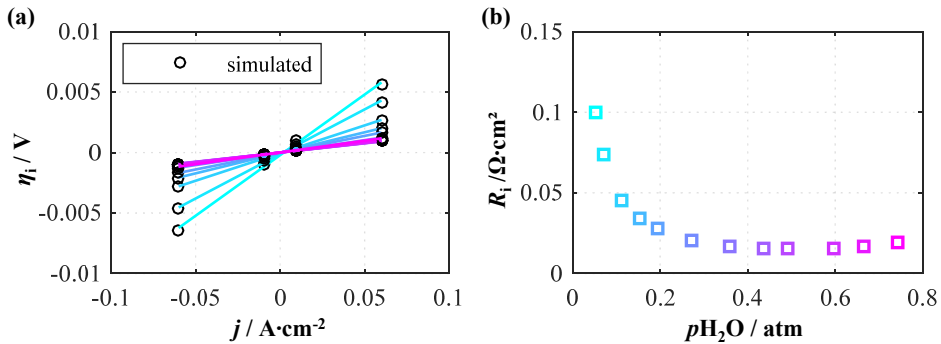 (a)
0.01
0.005
0
-0.005
-0.01
ηi / V
simulated
-0.1
-0.05
0
0.05
0.1
j / A·cm-2
(b)
0.15
0.1
0.05
0
Ri /Ω·cm²
0
0.2
0.4
0.6
0.8
pH2O / atm